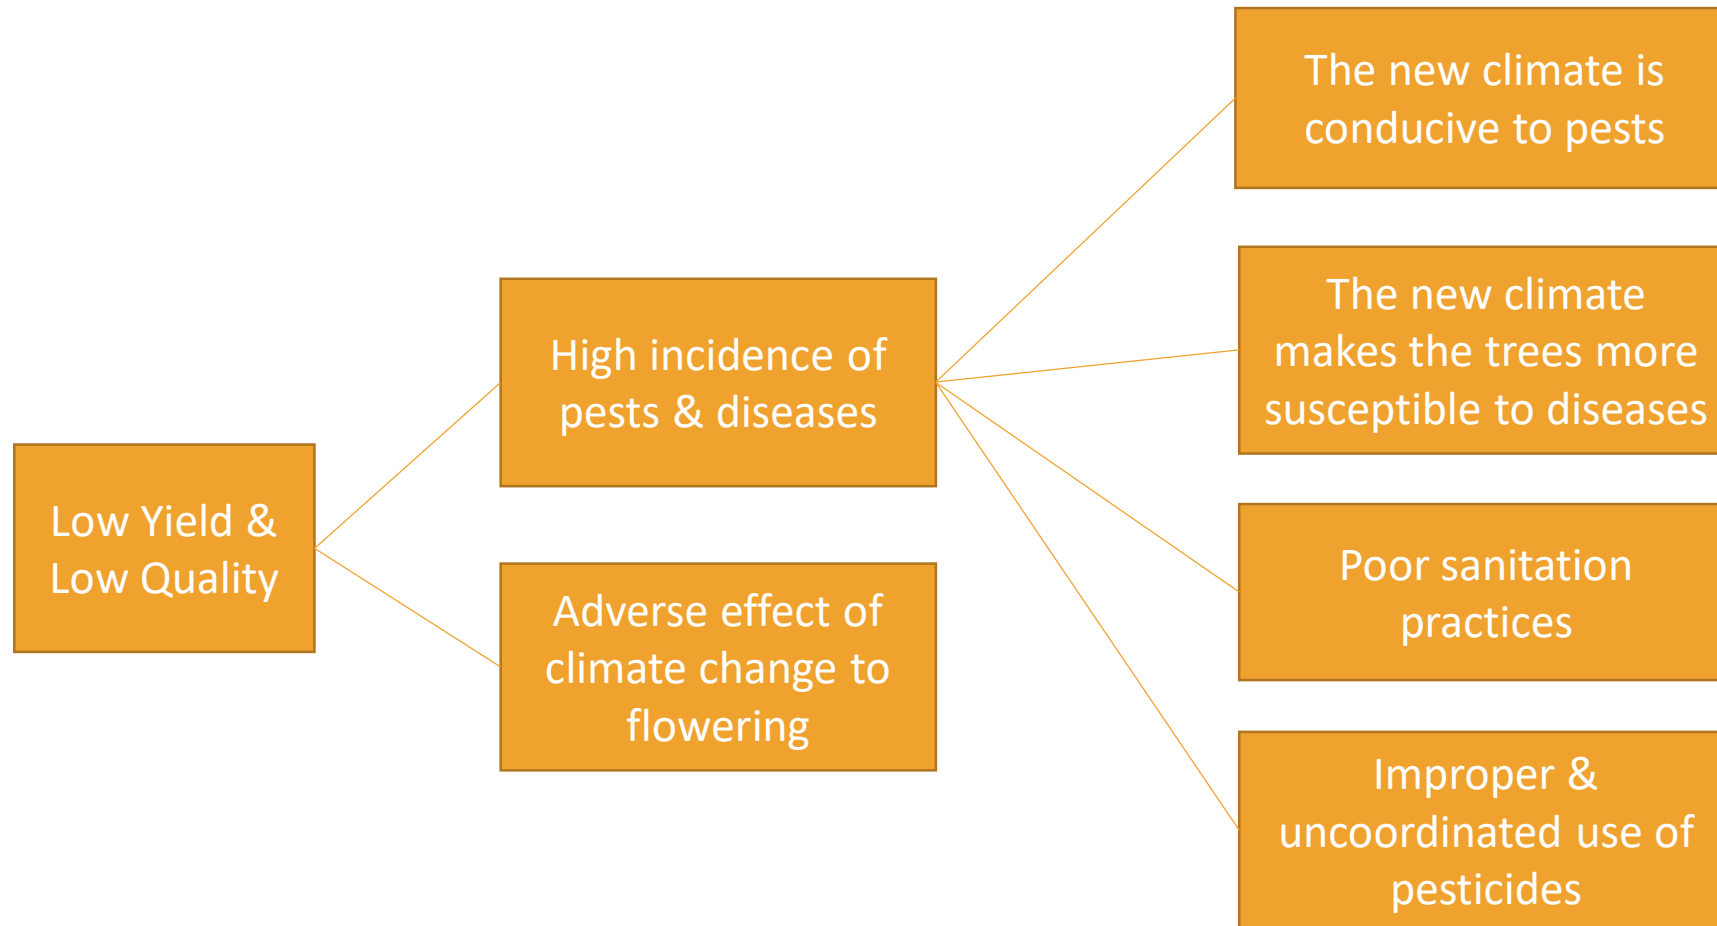 Low Yield &
Low Quality
High incidence of
pests & diseases
Adverse effect of
climate change to
flowering
The new climate is
conducive to pests
The new climate
makes the trees more
susceptible to diseases
Poor sanitation
practices
Improper &
uncoordinated use of
pesticides